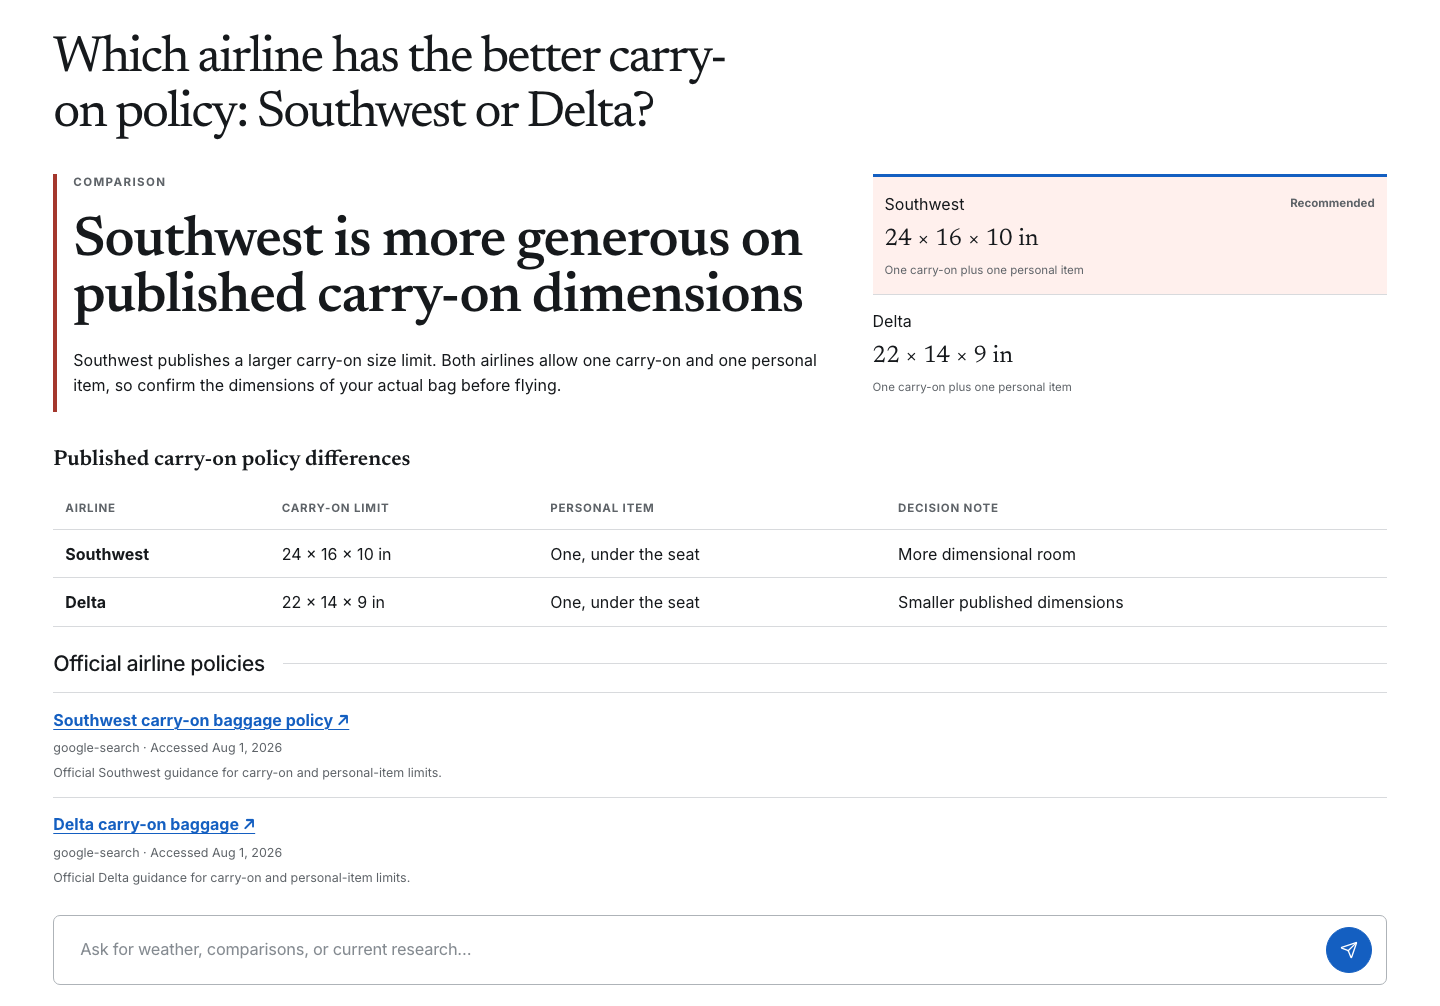 Which airline has the better carry-
on policy: Southwest or Delta?
COMPARISON
Southwest is more generous on
published carry-on dimensions
Southwest publishes a larger carry-on size limit. Both airlines allow one carry-on and one personal
item, so confirm the dimensions of your actual bag before flying.
Southwest
Recommended
24 × 16 × 10 in
One carry-on plus one personal item
Delta
22 × 14 × 9 in
One carry-on plus one personal item
Published carry-on policy differences
AIRLINE CARRY-ON LIMIT PERSONAL ITEM DECISION NOTE
Southwest 24 × 16 × 10 in One, under the seat More dimensional room
Delta 22 × 14 × 9 in One, under the seat Smaller published dimensions
Official airline policies
Southwest carry-on baggage policy ↗
google-search · Accessed Aug 1, 2026
Official Southwest guidance for carry-on and personal-item limits.
Delta carry-on baggage ↗
google-search · Accessed Aug 1, 2026
Official Delta guidance for carry-on and personal-item limits.
Ask for weather, comparisons, or current research...